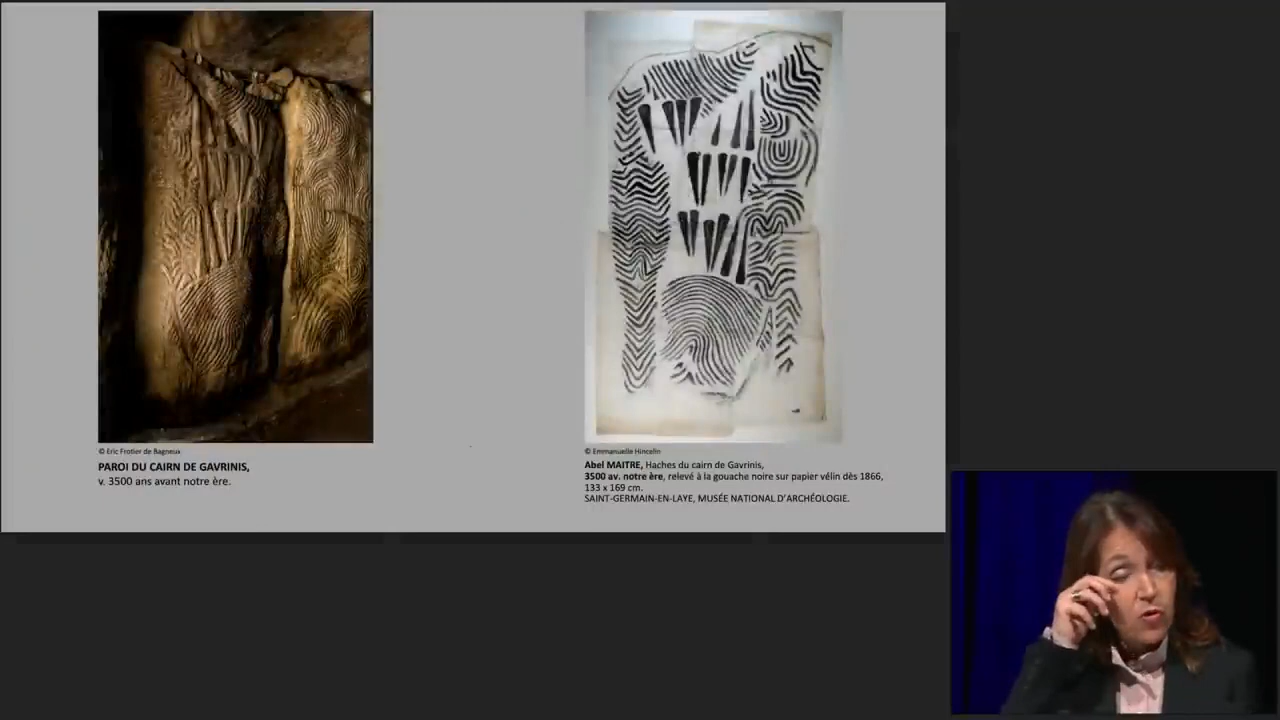 © Eric Frotier de Bagneux
PAROI DU CAIRN DE GAVRINIS,
v. 3500 ans avant notre ère.
© Emmanuelle Hincelin
Abel MAITRE, Haches du cairn de Gavrinis,
3500 av. notre ère, relevé à la gouache noire sur papier vélin dès 1866,
133 x 169 cm.
SAINT-GERMAIN-EN-LAYE, MUSÉE NATIONAL D'ARCHÉOLOGIE.